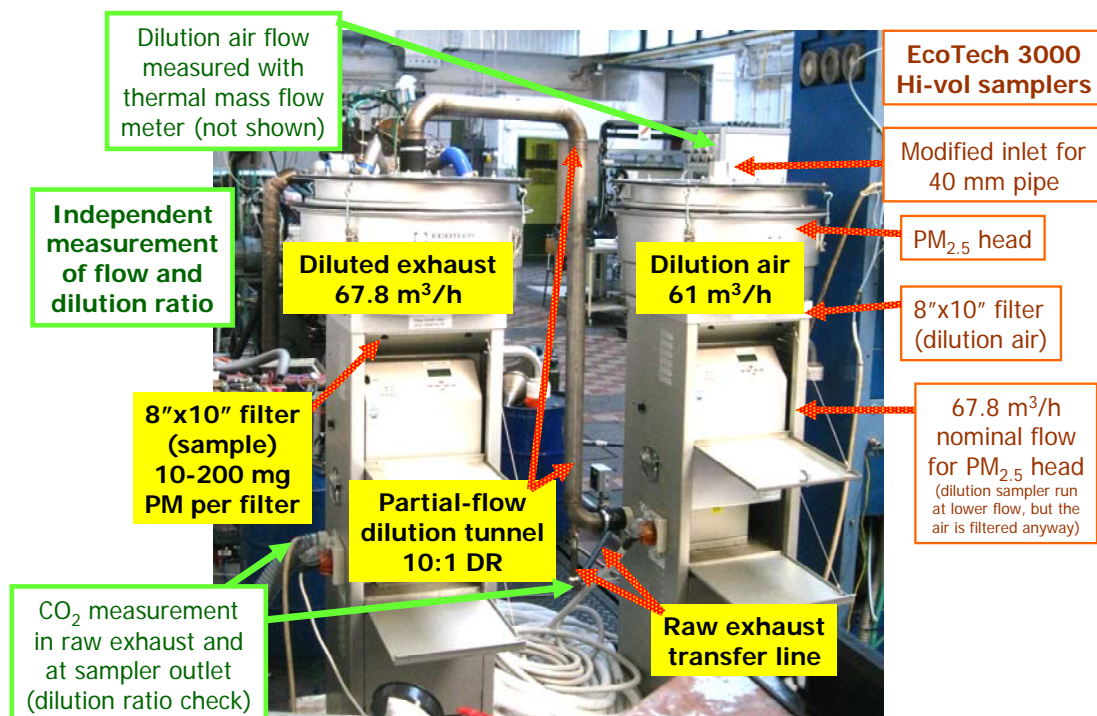 Dilution air flow
measured with
thermal mass flow
meter (not shown)
EcoTech 3000
Hi-vol samplers
Modified inlet for
40 mm pipe
Independent
measurement
of flow and
dilution ratio
PM2.5 head
ECOTECH
Diluted exhaust
67.8 m³/h
Dilution air
61 m³/h
8"x10" filter
(dilution air)
8"x10" filter
(sample)
10-200 mg
PM per filter
67.8 m³/h
nominal flow
for PM2.5 head
(dilution sampler run
at lower flow, but the
air is filtered anyway)
Partial-flow
dilution tunnel
10:1 DR
CO2 measurement
in raw exhaust and
at sampler outlet
(dilution ratio check)
Raw exhaust
transfer line